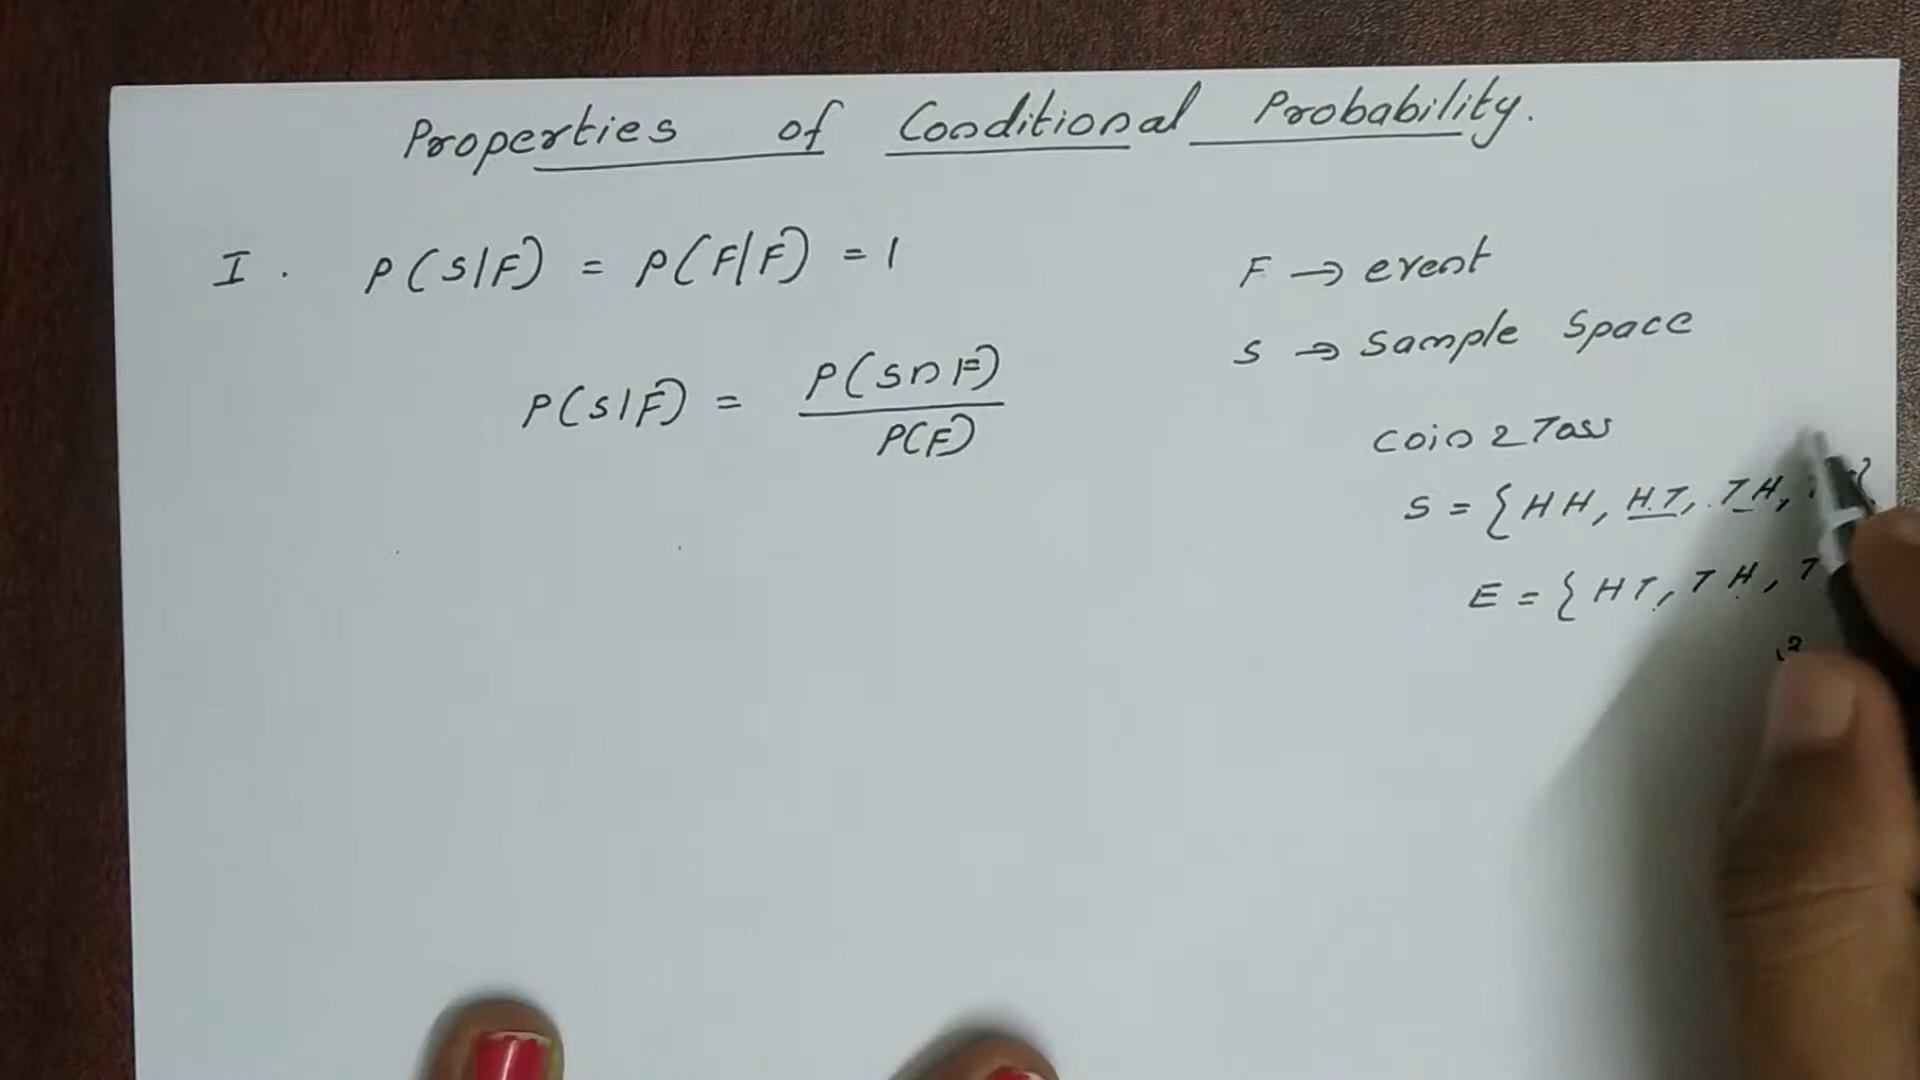 Properties of Conditional Probability.
I. P(S|F) = P(F|F) = 1
F → event
S → Sample Space
P(S|F) = P(S∩F) / P(F)
Coin 2 Toss
S = {HH, HT, TH,
E = {HT, TH, T